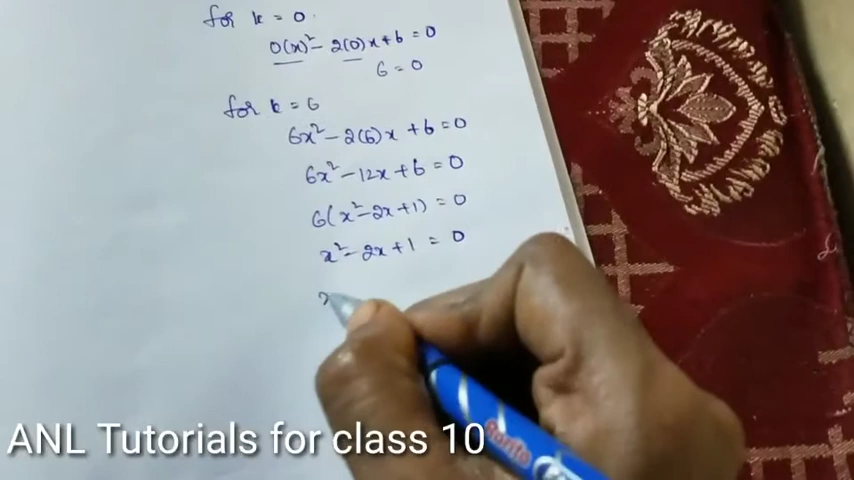 for k = 0.
0(x)² - 2(0)x + 6 = 0
6 = 0
for k = 6
6x² - 2(6)x + 6 = 0
6x² - 12x + 6 = 0
6(x² - 2x + 1) = 0
x² - 2x + 1 = 0
ANL Tutorials for class 10
Rorito